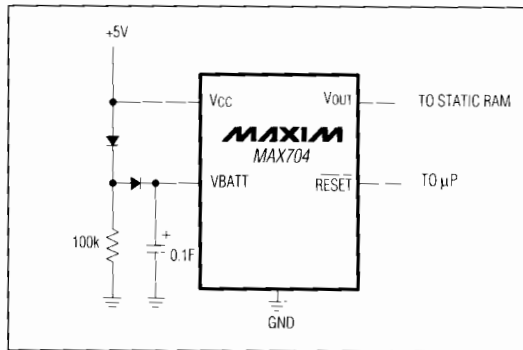 +5V
VCC VOUT TO STATIC RAM
MAXIM
MAX704
VBATT RESET TO μP
100k + 0.1F
GND